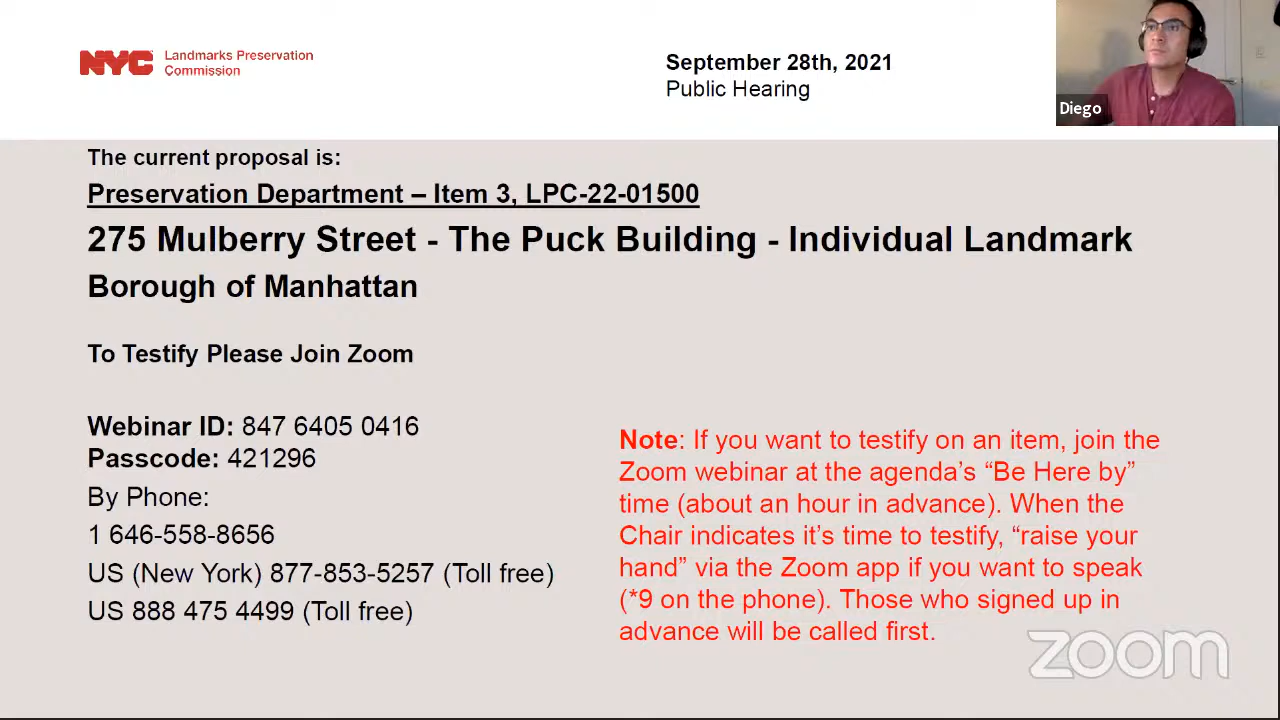 NYC Landmarks Preservation
Commission
September 28th, 2021
Public Hearing
Diego
The current proposal is:
Preservation Department – Item 3, LPC-22-01500
275 Mulberry Street - The Puck Building - Individual Landmark
Borough of Manhattan
To Testify Please Join Zoom
Webinar ID: 847 6405 0416
Passcode: 421296
By Phone:
1 646-558-8656
US (New York) 877-853-5257 (Toll free)
US 888 475 4499 (Toll free)
Note: If you want to testify on an item, join the
Zoom webinar at the agenda’s “Be Here by”
time (about an hour in advance). When the
Chair indicates it’s time to testify, “raise your
hand” via the Zoom app if you want to speak
(*9 on the phone). Those who signed up in
advance will be called first.
zoom